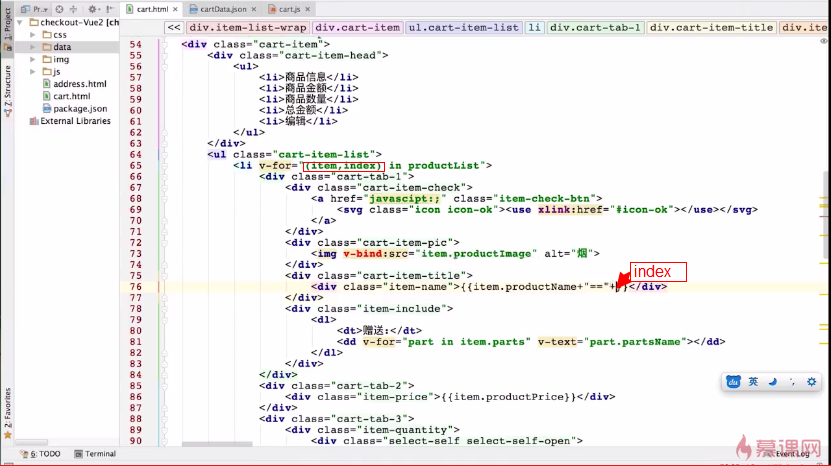 Pr...
cart.html
cartData.json
cart.js
checkout-Vue2
<<
div.item-list-wrap
div.cart-item
ul.cart-item-list
li
div.cart-tab-1
div.cart-item-title
css
data
img
js
address.html
cart.html
package.json
External Libraries
1: Project
Z: Structure
2: Favorites
54 <div class="cart-item">
55 <div class="cart-item-head">
56 <ul>
57 <li>商品信息</li>
58 <li>商品金额</li>
59 <li>商品数量</li>
60 <li>总金额</li>
61 <li>编辑</li>
62 </ul>
63 </div>
64 <ul class="cart-item-list">
65 <li v-for="(item,index) in productList">
66 <div class="cart-tab-1">
67 <div class="cart-item-check">
68 <a href="javascipt:;" class="item-check-btn">
69 <svg class="icon icon-ok"><use xlink:href="#icon-ok"></use></svg>
70 </a>
71 </div>
72 <div class="cart-item-pic">
73 <img v-bind:src="item.productImage" alt="烟">
74 </div>
75 <div class="cart-item-title">
index
76 <div class="item-name">{{item.productName+"=="+}}</div>
77 </div>
78 <div class="item-include">
79 <dl>
80 <dt>赠送:</dt>
81 <dd v-for="part in item.parts" v-text="part.partsName"></dd>
82 </dl>
83 </div>
84 </div>
85 <div class="cart-tab-2">
86 <div class="item-price">{{item.productPrice}}</div>
87 </div>
88 <div class="cart-tab-3">
89 <div class="item-quantity">
90 <div class="select-self select-self-open">
du 英
6: TODO
Terminal
Event Log
慕课网